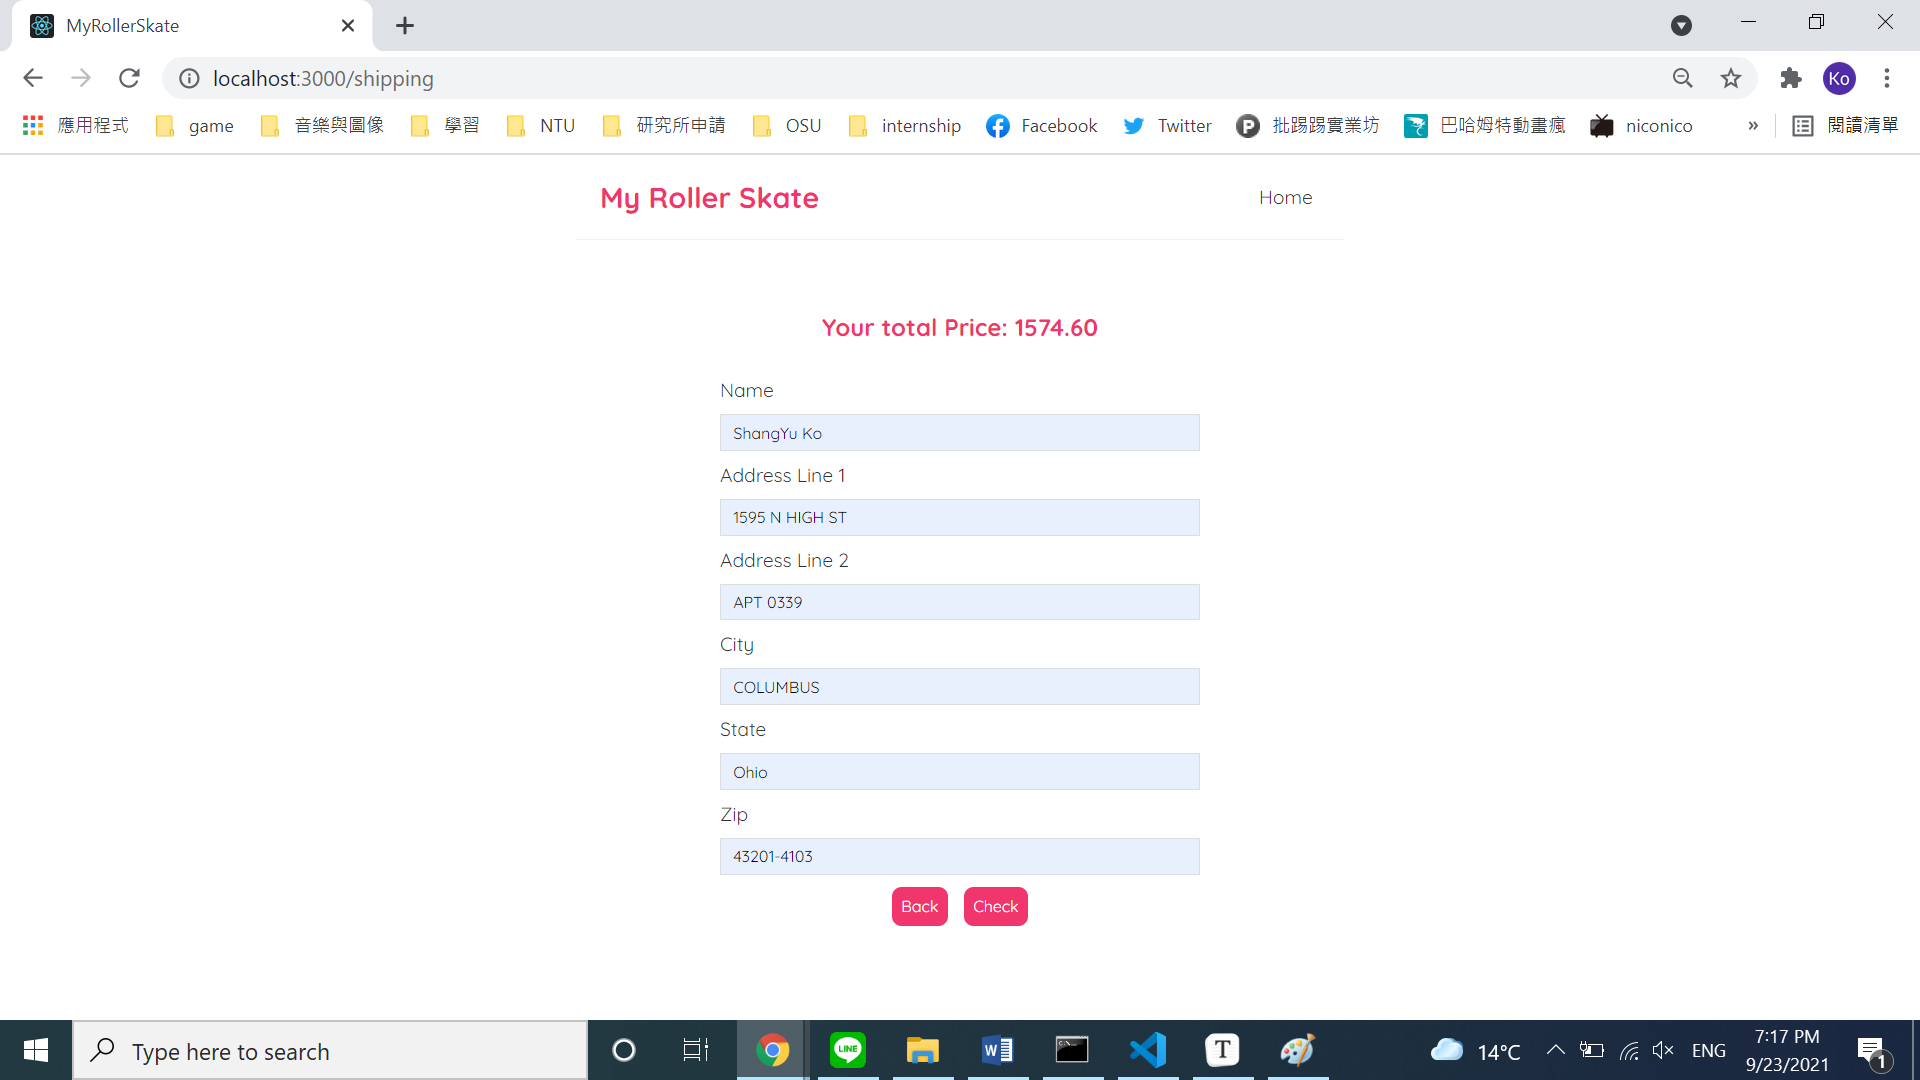 MyRollerSkate
localhost:3000/shipping
Ko
應用程式 game 音樂與圖像 學習 NTU 研究所申請 OSU internship Facebook Twitter P 批踢踢實業坊 巴哈姆特動畫瘋 niconico » 閱讀清單
My Roller Skate Home
Your total Price: 1574.60
Name
ShangYu Ko
Address Line 1
1595 N HIGH ST
Address Line 2
APT 0339
City
COLUMBUS
State
Ohio
Zip
43201-4103
Back Check
Type here to search LINE W T 14°C ENG 7:17 PM
9/23/2021 1